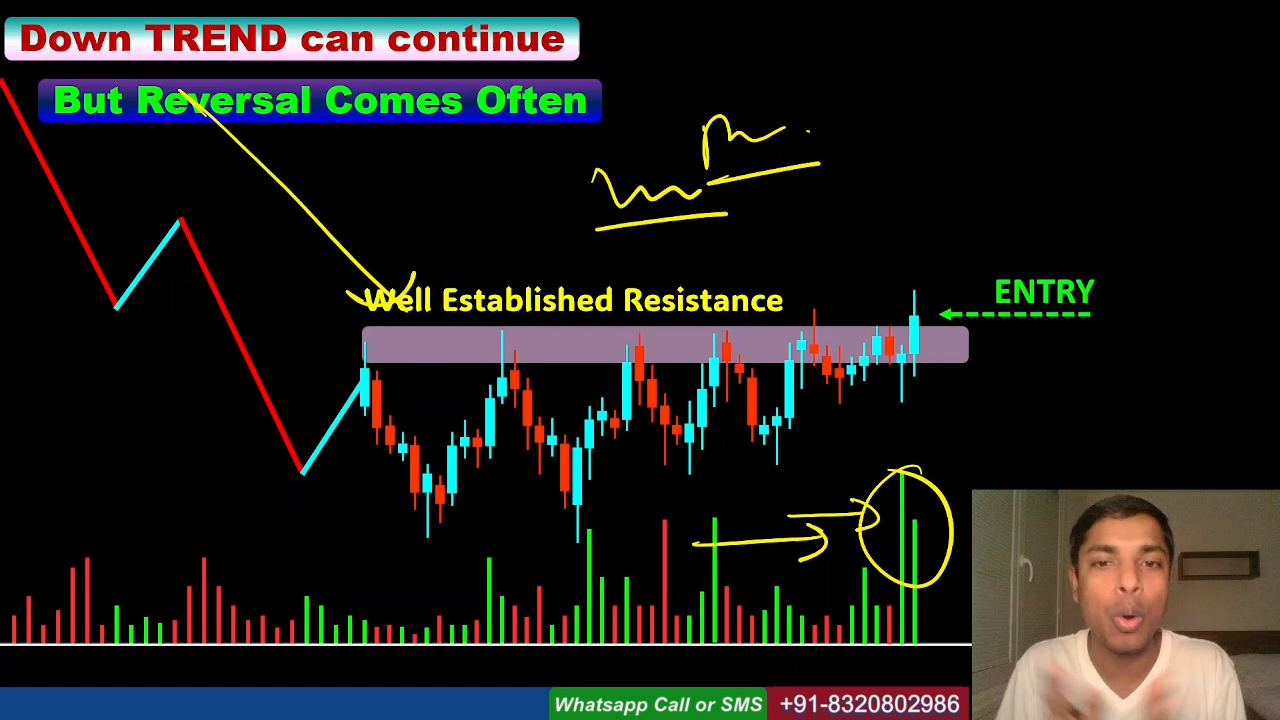 Down TREND can continue
But Reversal Comes Often
Well Established Resistance
ENTRY
Whatsapp Call or SMS +91-8320802986